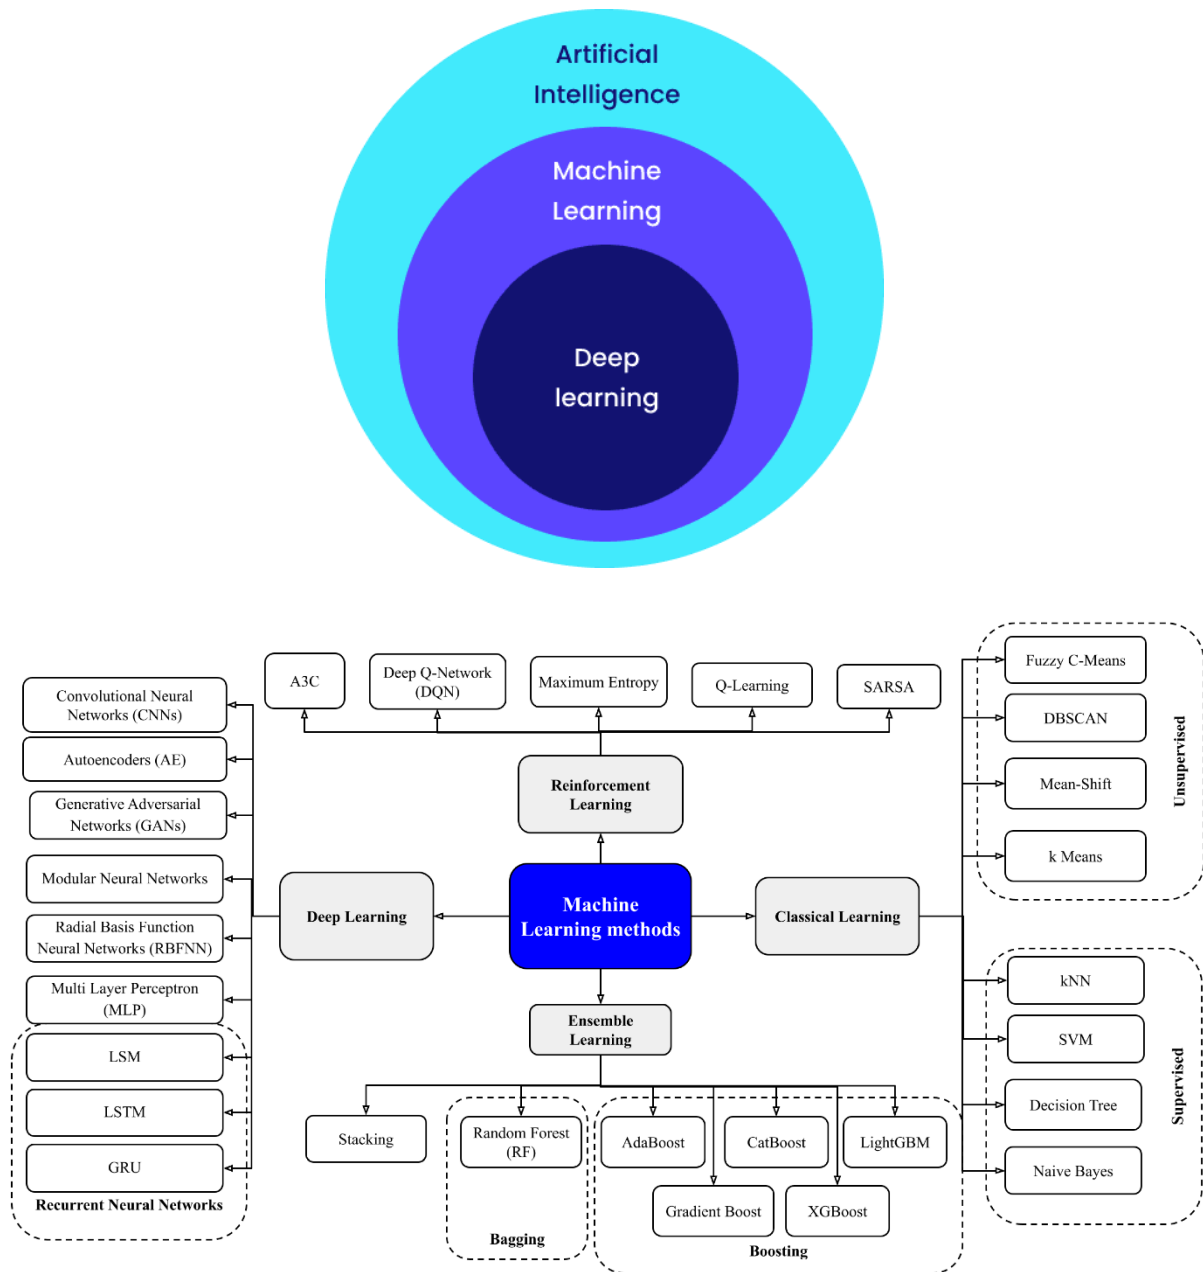 Artificial
Intelligence
Machine
Learning
Deep
learning
Fuzzy C-Means
DBSCAN
Mean-Shift
k Means
Unsupervised
A3C
Deep Q-Network
(DQN)
Maximum Entropy
Q-Learning
SARSA
Convolutional Neural
Networks (CNNs)
Autoencoders (AE)
Generative Adversarial
Networks (GANs)
Modular Neural Networks
Radial Basis Function
Neural Networks (RBFNN)
Multi Layer Perceptron
(MLP)
LSM
LSTM
GRU
Recurrent Neural Networks
Reinforcement
Learning
Deep Learning
Machine
Learning methods
Classical Learning
Ensemble
Learning
kNN
SVM
Decision Tree
Naive Bayes
Supervised
Stacking
Random Forest
(RF)
Bagging
AdaBoost
CatBoost
LightGBM
Gradient Boost
XGBoost
Boosting